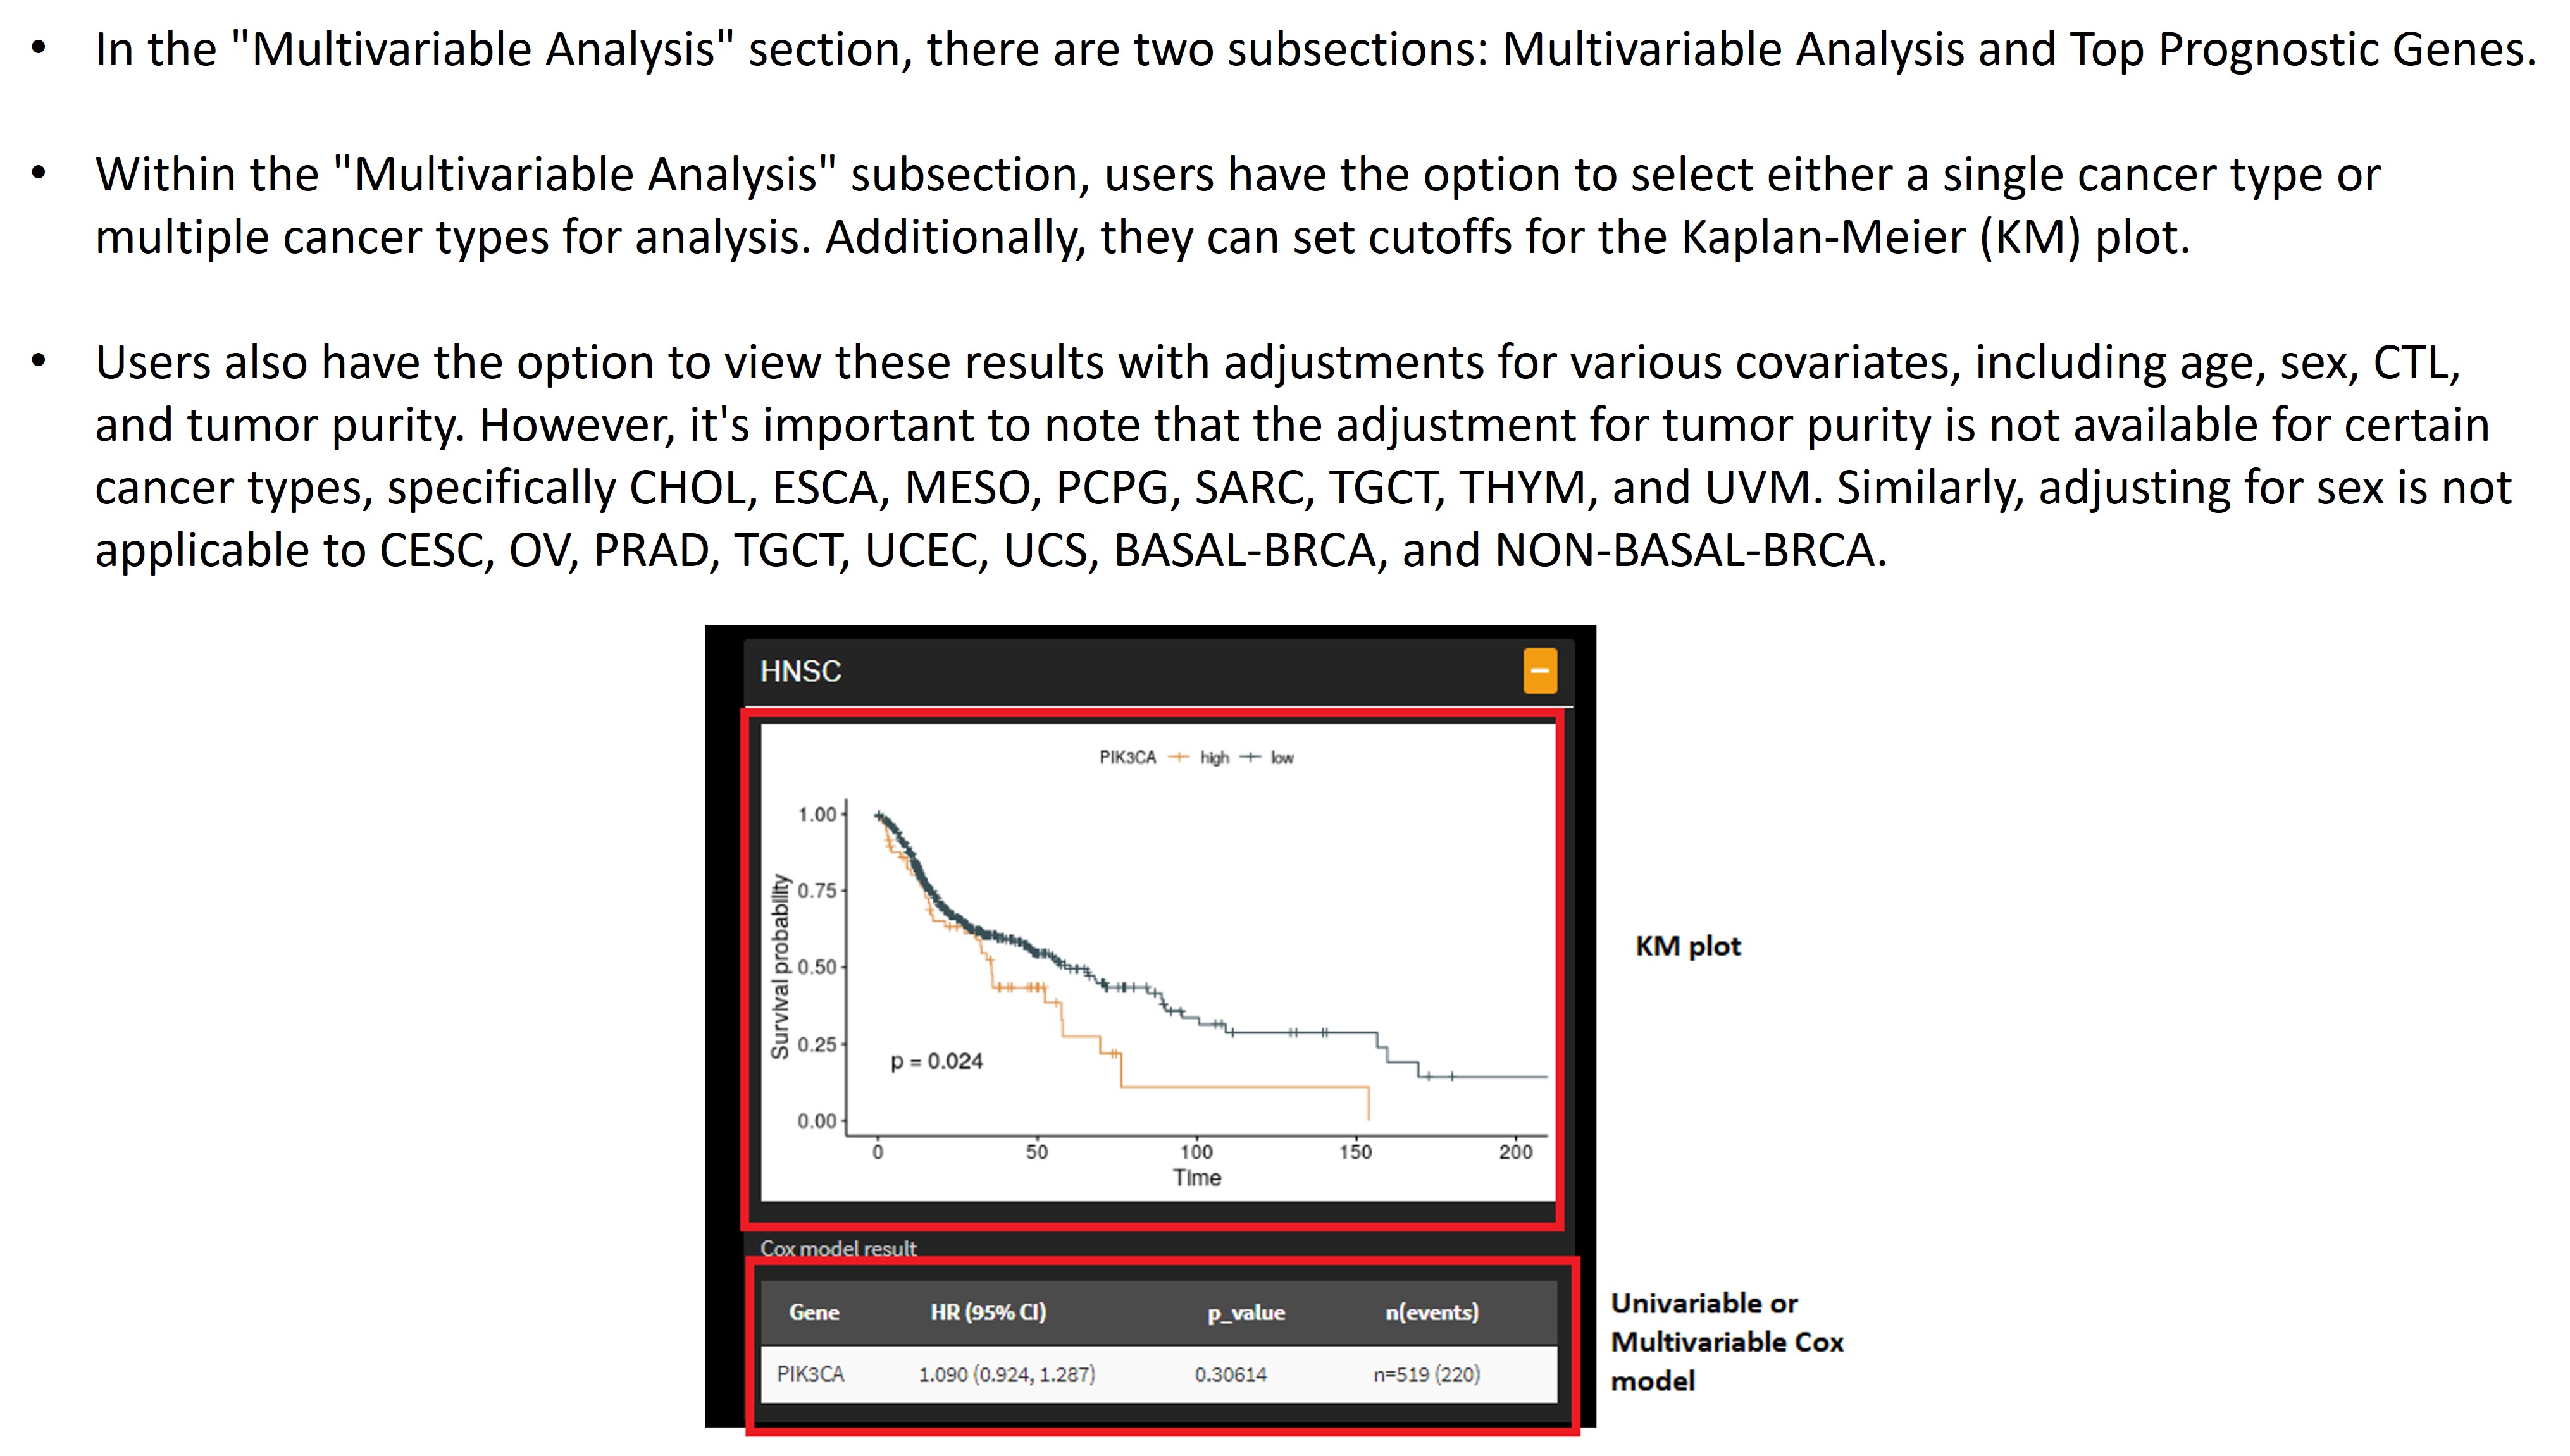 • In the "Multivariable Analysis" section, there are two subsections: Multivariable Analysis and Top Prognostic Genes.
• Within the "Multivariable Analysis" subsection, users have the option to select either a single cancer type or
multiple cancer types for analysis. Additionally, they can set cutoffs for the Kaplan-Meier (KM) plot.
• Users also have the option to view these results with adjustments for various covariates, including age, sex, CTL,
and tumor purity. However, it's important to note that the adjustment for tumor purity is not available for certain
cancer types, specifically CHOL, ESCA, MESO, PCPG, SARC, TGCT, THYM, and UVM. Similarly, adjusting for sex is not
applicable to CESC, OV, PRAD, TGCT, UCEC, UCS, BASAL-BRCA, and NON-BASAL-BRCA.
HNSC
PIK3CA high low
1.00
0.75
0.50
0.25
0.00
Survival probability
p = 0.024
0 50 100 150 200
Time
KM plot
Cox model result
Gene HR (95% CI) p_value n(events)
PIK3CA 1.090 (0.924, 1.287) 0.30614 n=519 (220)
Univariable or
Multivariable Cox
model